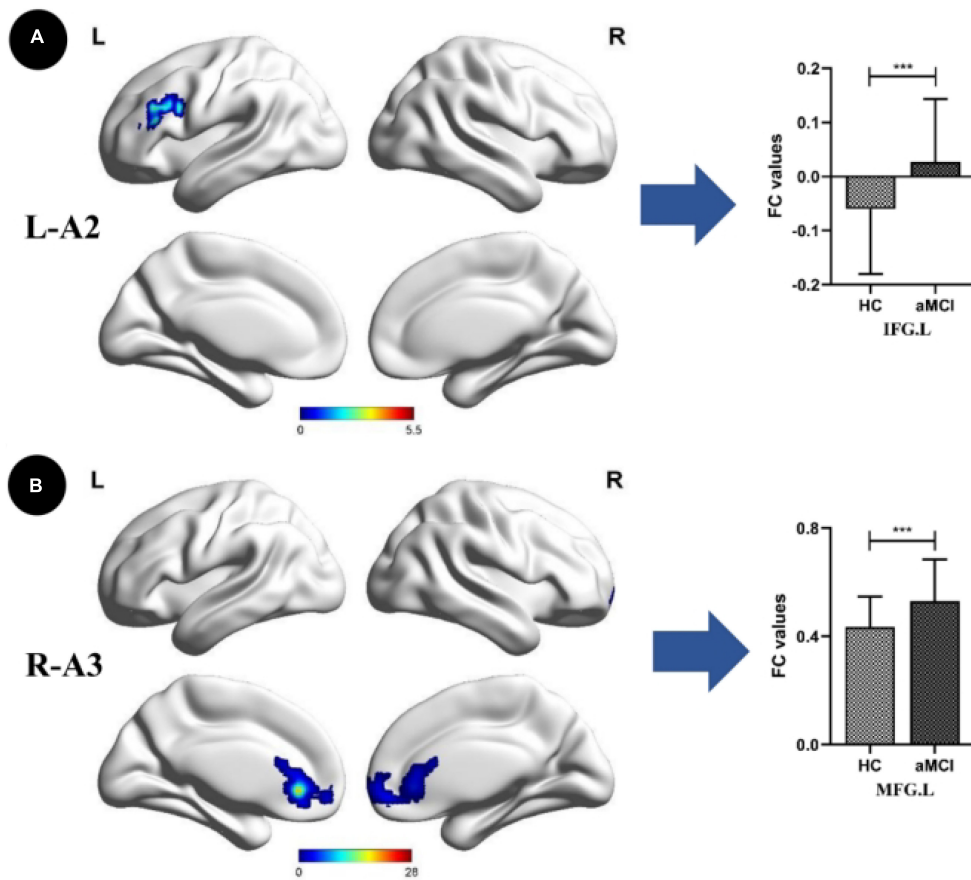 A
L
R
L-A2
0
5.5
***
FC values
0.2
0.1
0.0
-0.1
-0.2
HC
aMCI
IFG.L
B
L
R
R-A3
0
28
***
FC values
0.8
0.4
0.0
HC
aMCI
MFG.L